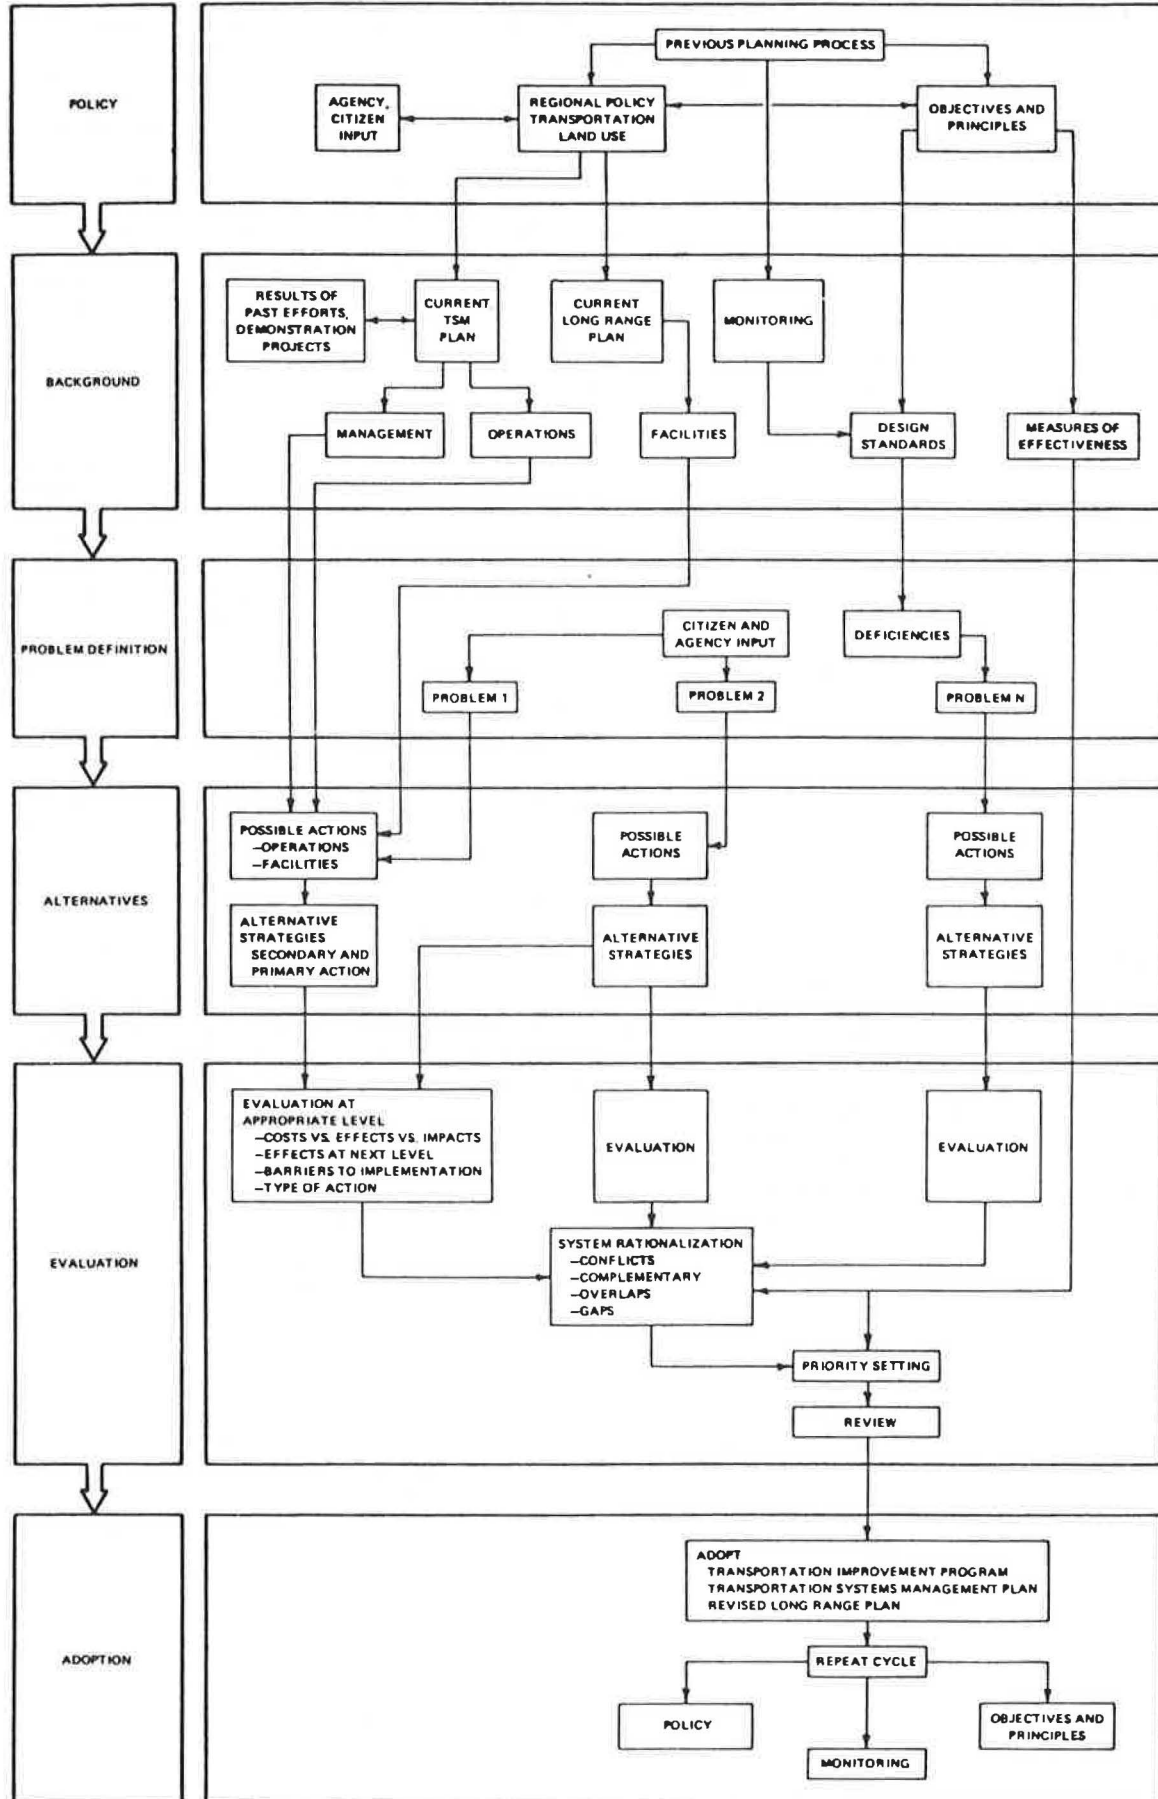 POLICY
PREVIOUS PLANNING PROCESS
AGENCY,
CITIZEN
INPUT
REGIONAL POLICY
TRANSPORTATION
LAND USE
OBJECTIVES AND
PRINCIPLES
BACKGROUND
RESULTS OF
PAST EFFORTS,
DEMONSTRATION
PROJECTS
CURRENT
TSM
PLAN
CURRENT
LONG RANGE
PLAN
MONITORING
MANAGEMENT
OPERATIONS
FACILITIES
DESIGN
STANDARDS
MEASURES OF
EFFECTIVENESS
PROBLEM DEFINITION
CITIZEN AND
AGENCY INPUT
DEFICIENCIES
PROBLEM 1
PROBLEM 2
PROBLEM N
ALTERNATIVES
POSSIBLE ACTIONS
–OPERATIONS
–FACILITIES
POSSIBLE
ACTIONS
POSSIBLE
ACTIONS
ALTERNATIVE
STRATEGIES
SECONDARY AND
PRIMARY ACTION
ALTERNATIVE
STRATEGIES
ALTERNATIVE
STRATEGIES
EVALUATION
EVALUATION AT
APPROPRIATE LEVEL
–COSTS VS. EFFECTS VS. IMPACTS
–EFFECTS AT NEXT LEVEL
–BARRIERS TO IMPLEMENTATION
–TYPE OF ACTION
EVALUATION
EVALUATION
SYSTEM RATIONALIZATION
–CONFLICTS
–COMPLEMENTARY
–OVERLAPS
–GAPS
PRIORITY SETTING
REVIEW
ADOPTION
ADOPT
TRANSPORTATION IMPROVEMENT PROGRAM
TRANSPORTATION SYSTEMS MANAGEMENT PLAN
REVISED LONG RANGE PLAN
REPEAT CYCLE
POLICY
OBJECTIVES AND
PRINCIPLES
MONITORING